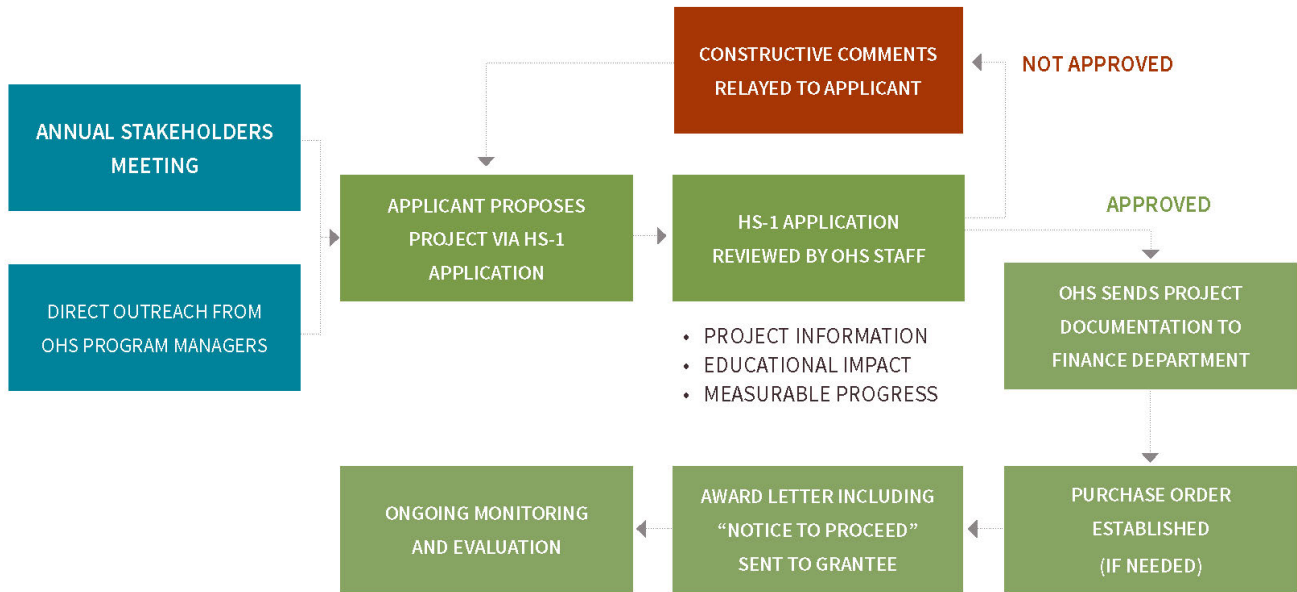 CONSTRUCTIVE COMMENTS
RELAYED TO APPLICANT
NOT APPROVED
ANNUAL STAKEHOLDERS
MEETING
DIRECT OUTREACH FROM
OHS PROGRAM MANAGERS
APPLICANT PROPOSES
PROJECT VIA HS-1
APPLICATION
HS-1 APPLICATION
REVIEWED BY OHS STAFF
• PROJECT INFORMATION
• EDUCATIONAL IMPACT
• MEASURABLE PROGRESS
APPROVED
OHS SENDS PROJECT
DOCUMENTATION TO
FINANCE DEPARTMENT
PURCHASE ORDER
ESTABLISHED
(IF NEEDED)
AWARD LETTER INCLUDING
“NOTICE TO PROCEED”
SENT TO GRANTEE
ONGOING MONITORING
AND EVALUATION